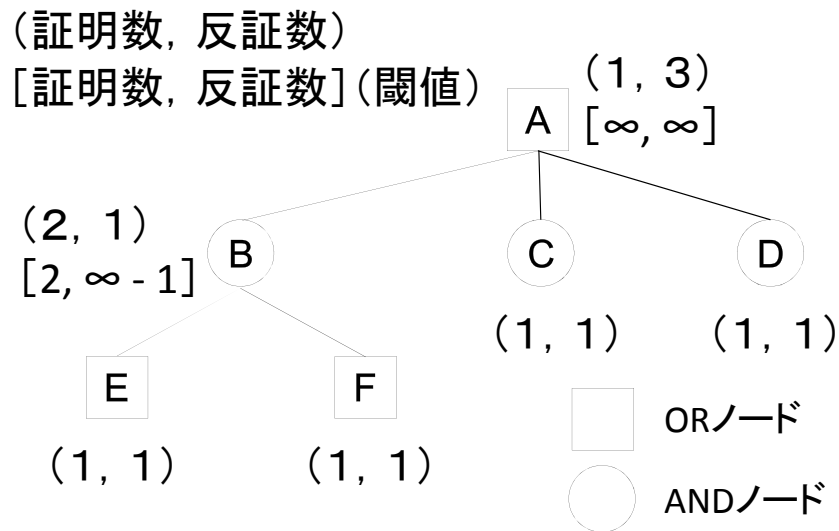 (証明数, 反証数)
[証明数, 反証数](閾値)
(1, 3)
A
[∞, ∞]
(2, 1)
B
[2, ∞ - 1]
C
D
(1, 1)
(1, 1)
E
F
(1, 1)
(1, 1)
ORノード
ANDノード